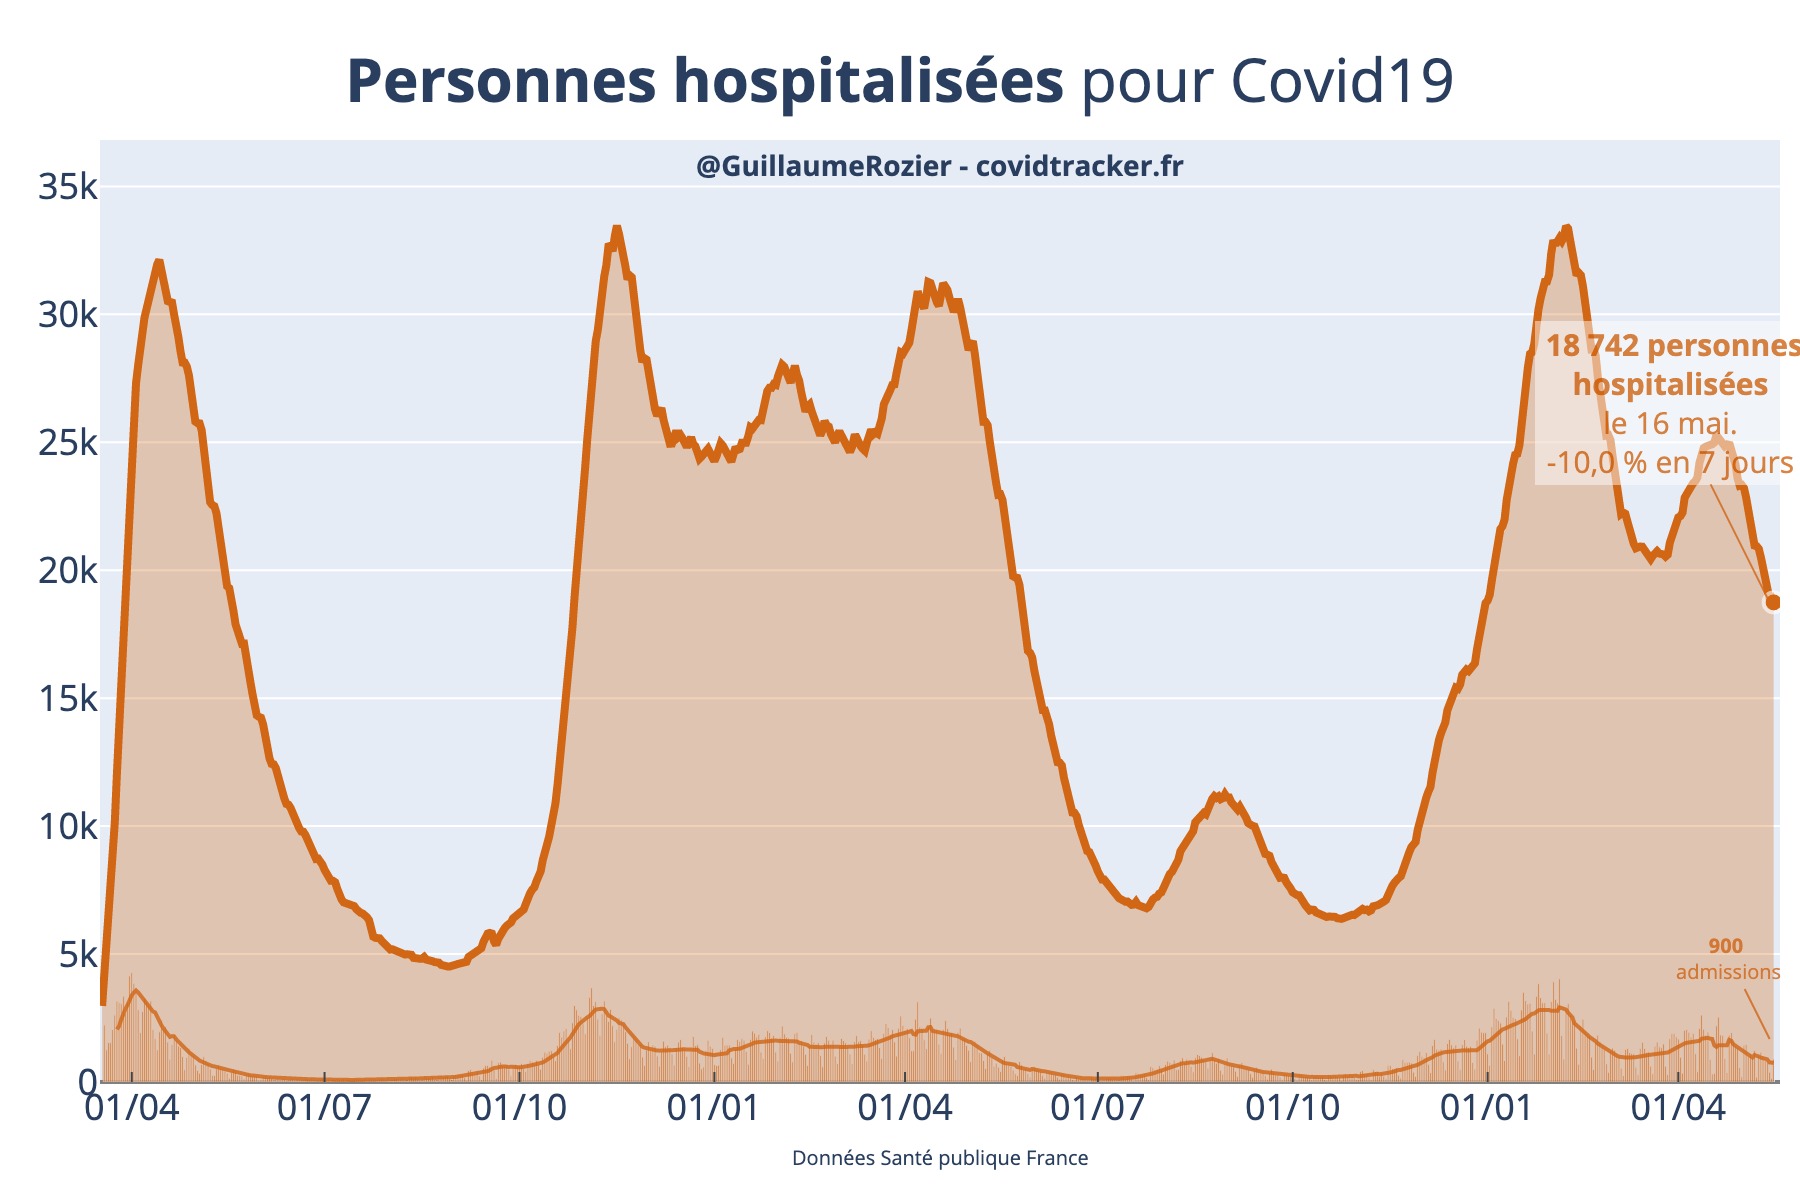 Personnes hospitalisées pour Covid19
@GuillaumeRozier - covidtracker.fr
35k
30k
25k
20k
15k
10k
5k
0
18 742 personnes
hospitalisées
le 16 mai.
-10,0 % en 7 jours
900
admissions
01/04 01/07 01/10 01/01 01/04 01/07 01/10 01/01 01/04
Données Santé publique France